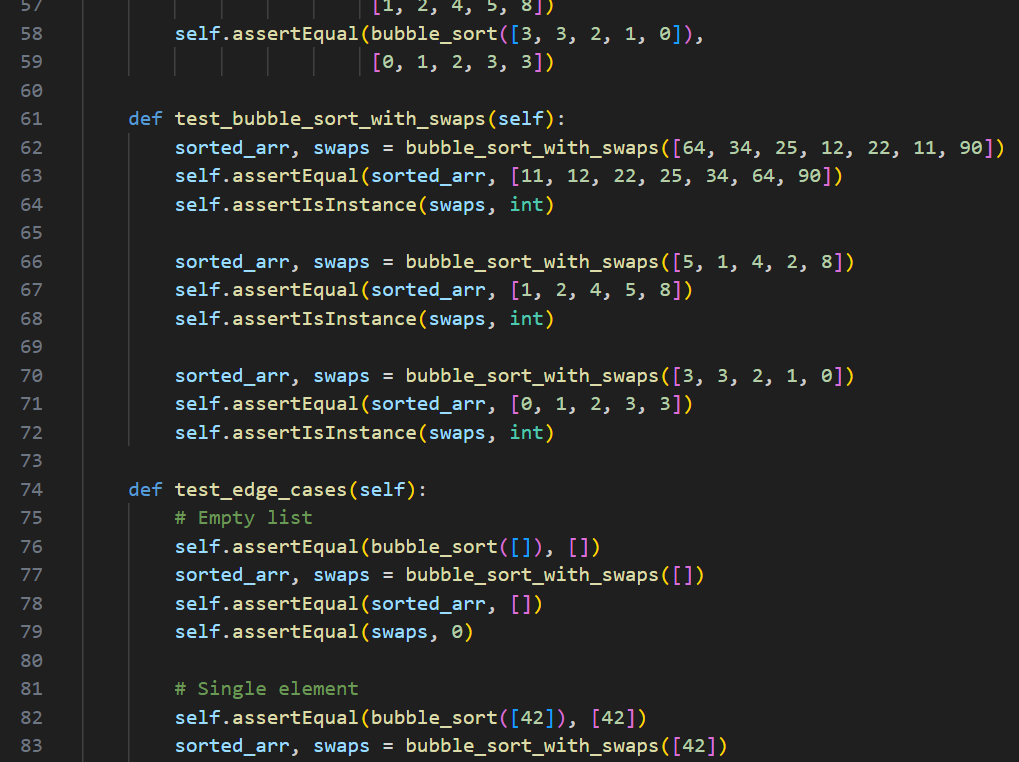 57 [1, 2, 4, 5, 8])
58 self.assertEqual(bubble_sort([3, 3, 2, 1, 0]),
59 [0, 1, 2, 3, 3])
60
61 def test_bubble_sort_with_swaps(self):
62 sorted_arr, swaps = bubble_sort_with_swaps([64, 34, 25, 12, 22, 11, 90])
63 self.assertEqual(sorted_arr, [11, 12, 22, 25, 34, 64, 90])
64 self.assertIsInstance(swaps, int)
65
66 sorted_arr, swaps = bubble_sort_with_swaps([5, 1, 4, 2, 8])
67 self.assertEqual(sorted_arr, [1, 2, 4, 5, 8])
68 self.assertIsInstance(swaps, int)
69
70 sorted_arr, swaps = bubble_sort_with_swaps([3, 3, 2, 1, 0])
71 self.assertEqual(sorted_arr, [0, 1, 2, 3, 3])
72 self.assertIsInstance(swaps, int)
73
74 def test_edge_cases(self):
75 # Empty list
76 self.assertEqual(bubble_sort([]), [])
77 sorted_arr, swaps = bubble_sort_with_swaps([])
78 self.assertEqual(sorted_arr, [])
79 self.assertEqual(swaps, 0)
80
81 # Single element
82 self.assertEqual(bubble_sort([42]), [42])
83 sorted_arr, swaps = bubble_sort_with_swaps([42])